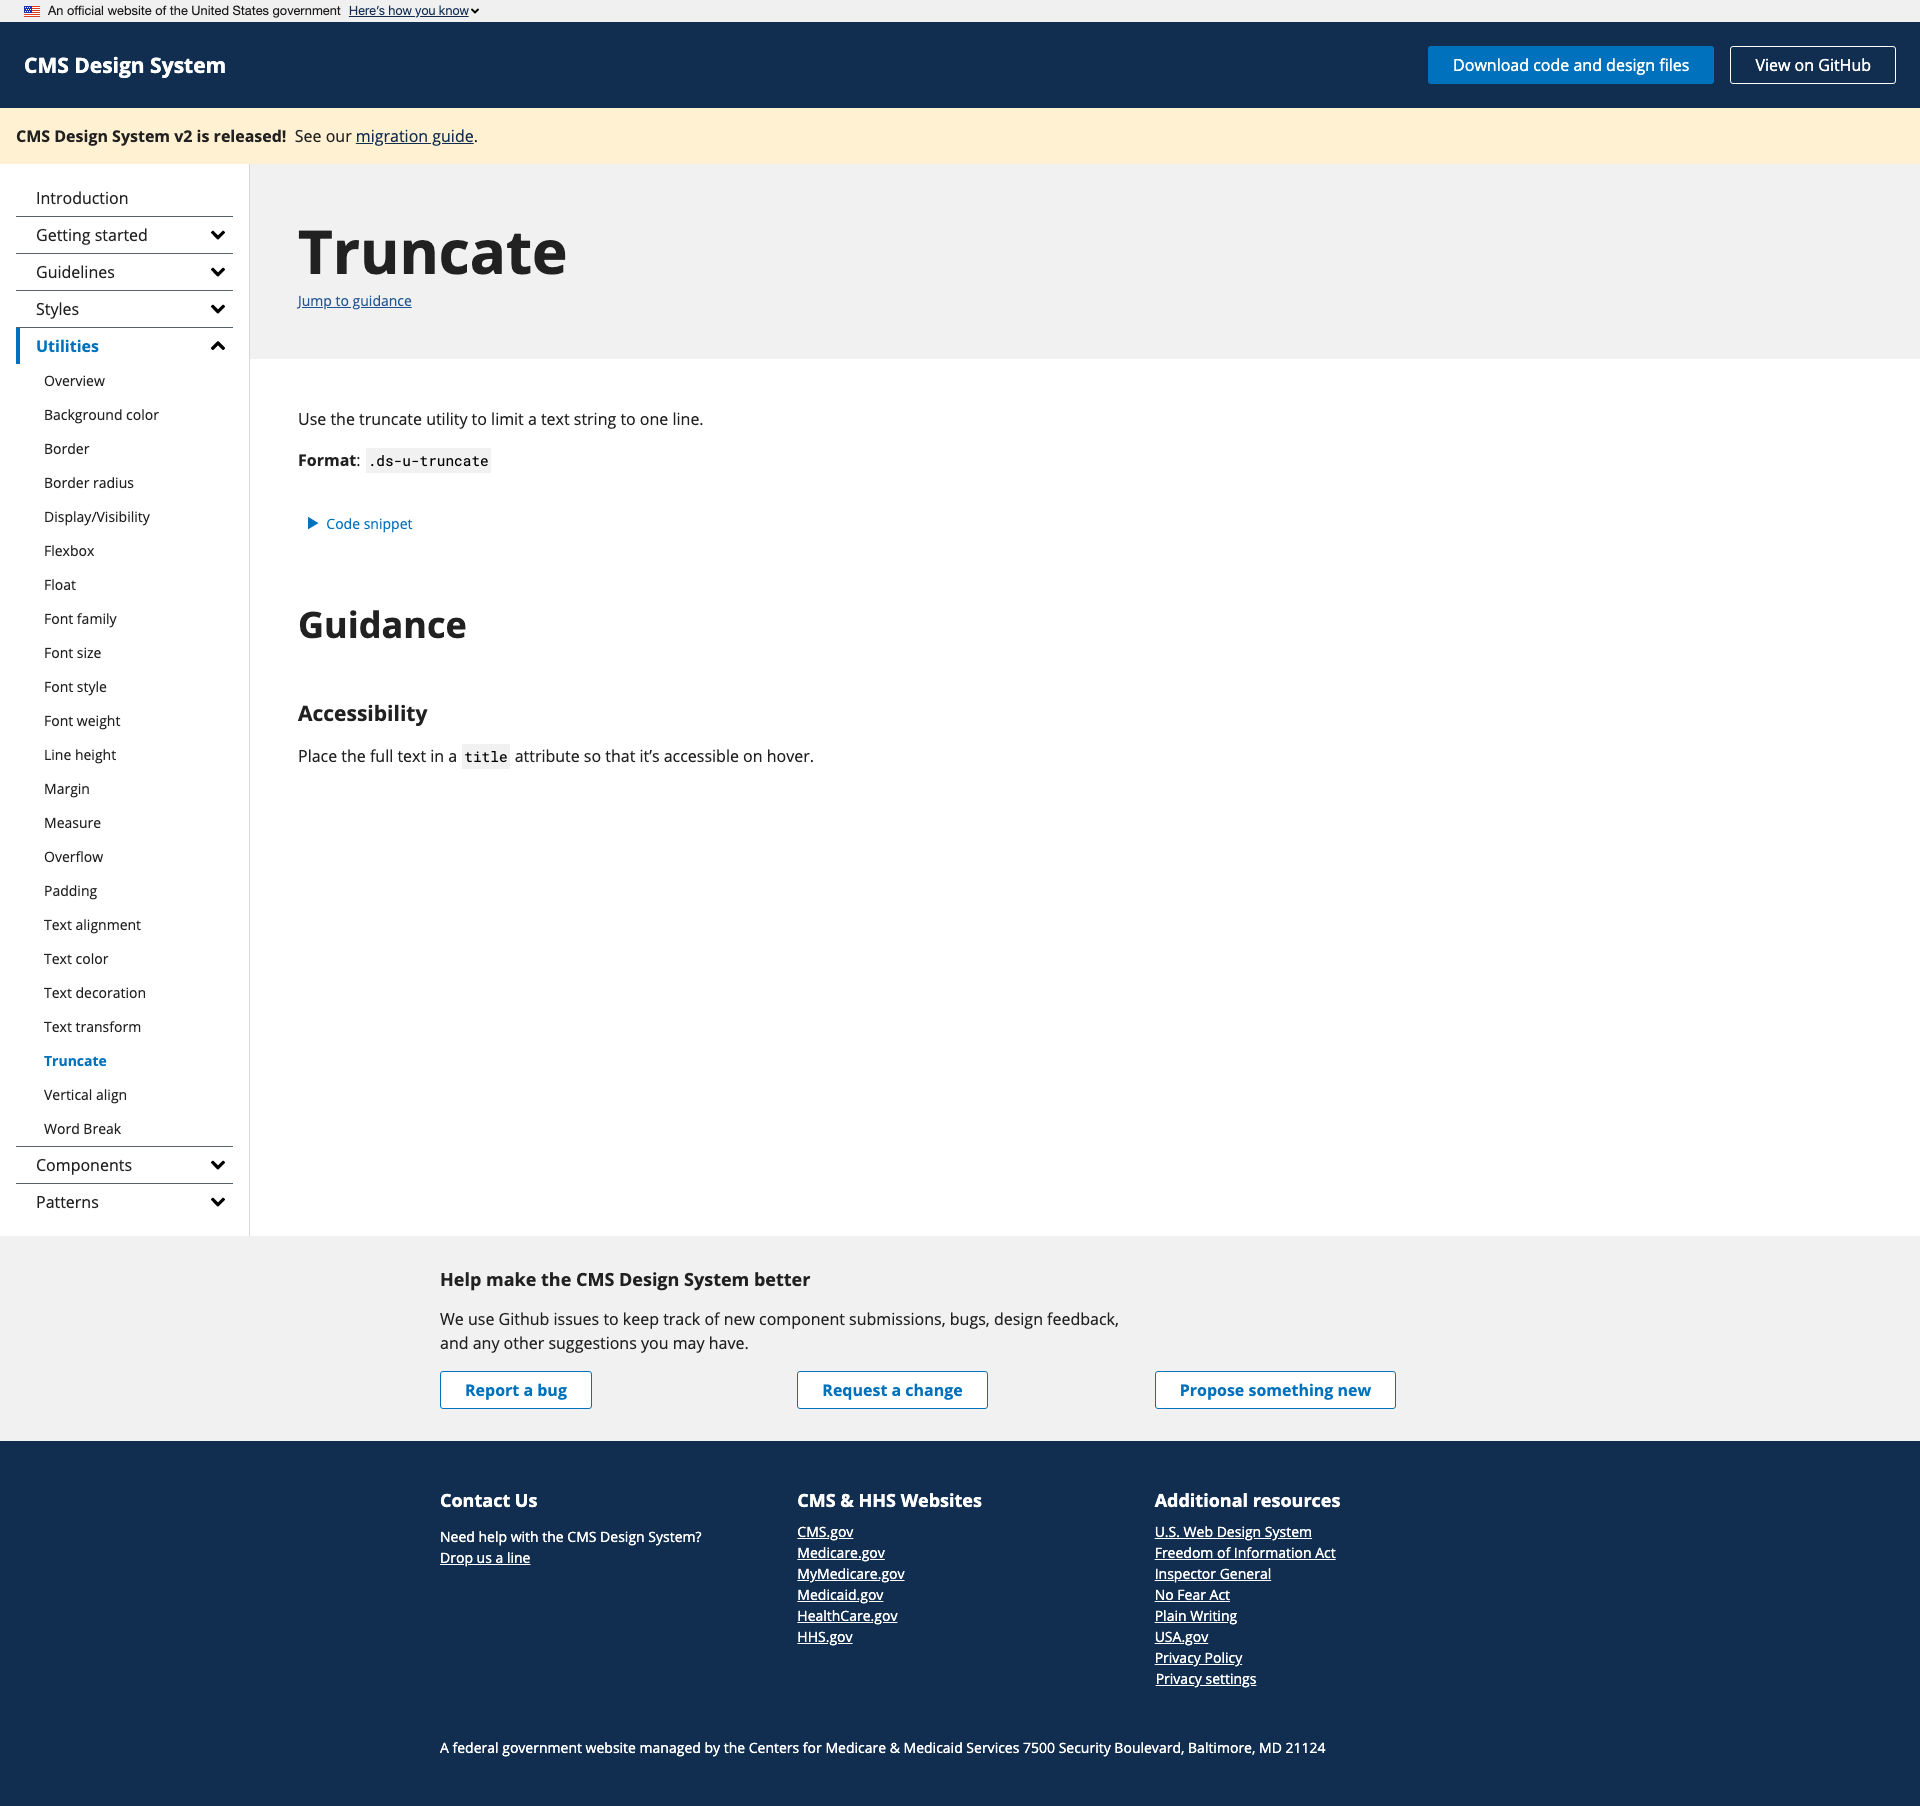 An official website of the United States government Here's how you know
CMS Design System
Download code and design files
View on GitHub
CMS Design System v2 is released! See our migration guide.
Introduction
Getting started
Guidelines
Styles
Utilities
Overview
Background color
Border
Border radius
Display/Visibility
Flexbox
Float
Font family
Font size
Font style
Font weight
Line height
Margin
Measure
Overflow
Padding
Text alignment
Text color
Text decoration
Text transform
Truncate
Vertical align
Word Break
Components
Patterns
Truncate
Jump to guidance
Use the truncate utility to limit a text string to one line.
Format: .ds-u-truncate
Code snippet
Guidance
Accessibility
Place the full text in a title attribute so that it’s accessible on hover.
Help make the CMS Design System better
We use Github issues to keep track of new component submissions, bugs, design feedback,
and any other suggestions you may have.
Report a bug
Request a change
Propose something new
Contact Us
Need help with the CMS Design System?
Drop us a line
CMS & HHS Websites
CMS.gov
Medicare.gov
MyMedicare.gov
Medicaid.gov
HealthCare.gov
HHS.gov
Additional resources
U.S. Web Design System
Freedom of Information Act
Inspector General
No Fear Act
Plain Writing
USA.gov
Privacy Policy
Privacy settings
A federal government website managed by the Centers for Medicare & Medicaid Services 7500 Security Boulevard, Baltimore, MD 21124